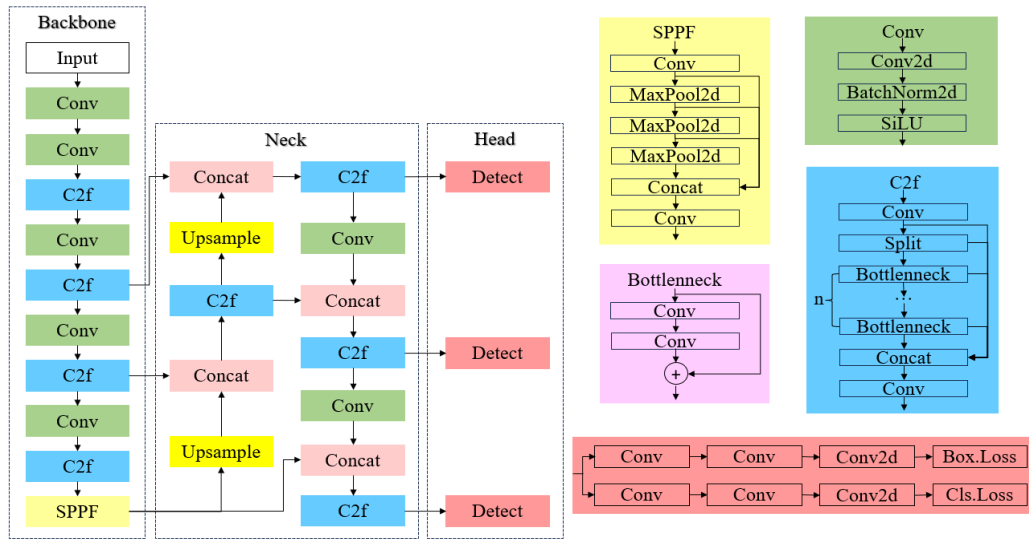 Backbone
Input
Conv
Conv
C2f
Conv
C2f
Conv
C2f
Conv
C2f
SPPF
Neck
Concat
Upsample
C2f
Concat
Upsample
C2f
Conv
Concat
C2f
Conv
Concat
C2f
Head
Detect
Detect
Detect
SPPF
Conv
MaxPool2d
MaxPool2d
MaxPool2d
Concat
Conv
Conv
Conv2d
BatchNorm2d
SiLU
Bottlenneck
Conv
Conv
+
C2f
Conv
Split
Bottlenneck
...
n
Bottlenneck
Concat
Conv
Conv Conv Conv2d Box.Loss
Conv Conv Conv2d Cls.Loss